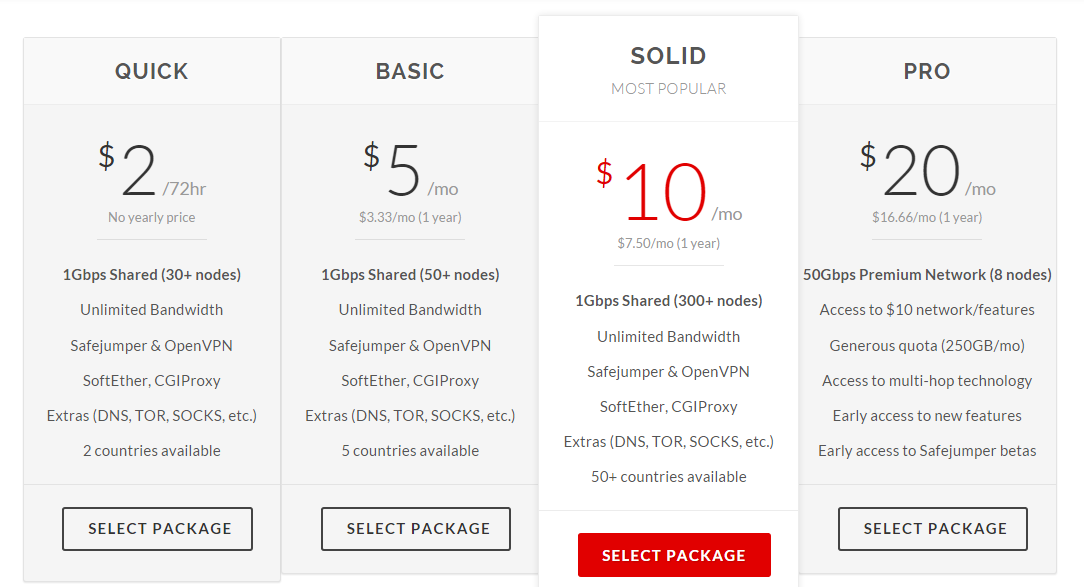 QUICK
$2/72hr
No yearly price
1Gbps Shared (30+ nodes)
Unlimited Bandwidth
Safejumper & OpenVPN
SoftEther, CGIProxy
Extras (DNS, TOR, SOCKS, etc.)
2 countries available
SELECT PACKAGE
BASIC
$5/mo
$3.33/mo (1 year)
1Gbps Shared (50+ nodes)
Unlimited Bandwidth
Safejumper & OpenVPN
SoftEther, CGIProxy
Extras (DNS, TOR, SOCKS, etc.)
5 countries available
SELECT PACKAGE
SOLID
MOST POPULAR
$10/mo
$7.50/mo (1 year)
1Gbps Shared (300+ nodes)
Unlimited Bandwidth
Safejumper & OpenVPN
SoftEther, CGIProxy
Extras (DNS, TOR, SOCKS, etc.)
50+ countries available
SELECT PACKAGE
PRO
$20/mo
$16.66/mo (1 year)
50Gbps Premium Network (8 nodes)
Access to $10 network/features
Generous quota (250GB/mo)
Access to multi-hop technology
Early access to new features
Early access to Safejumper betas
SELECT PACKAGE